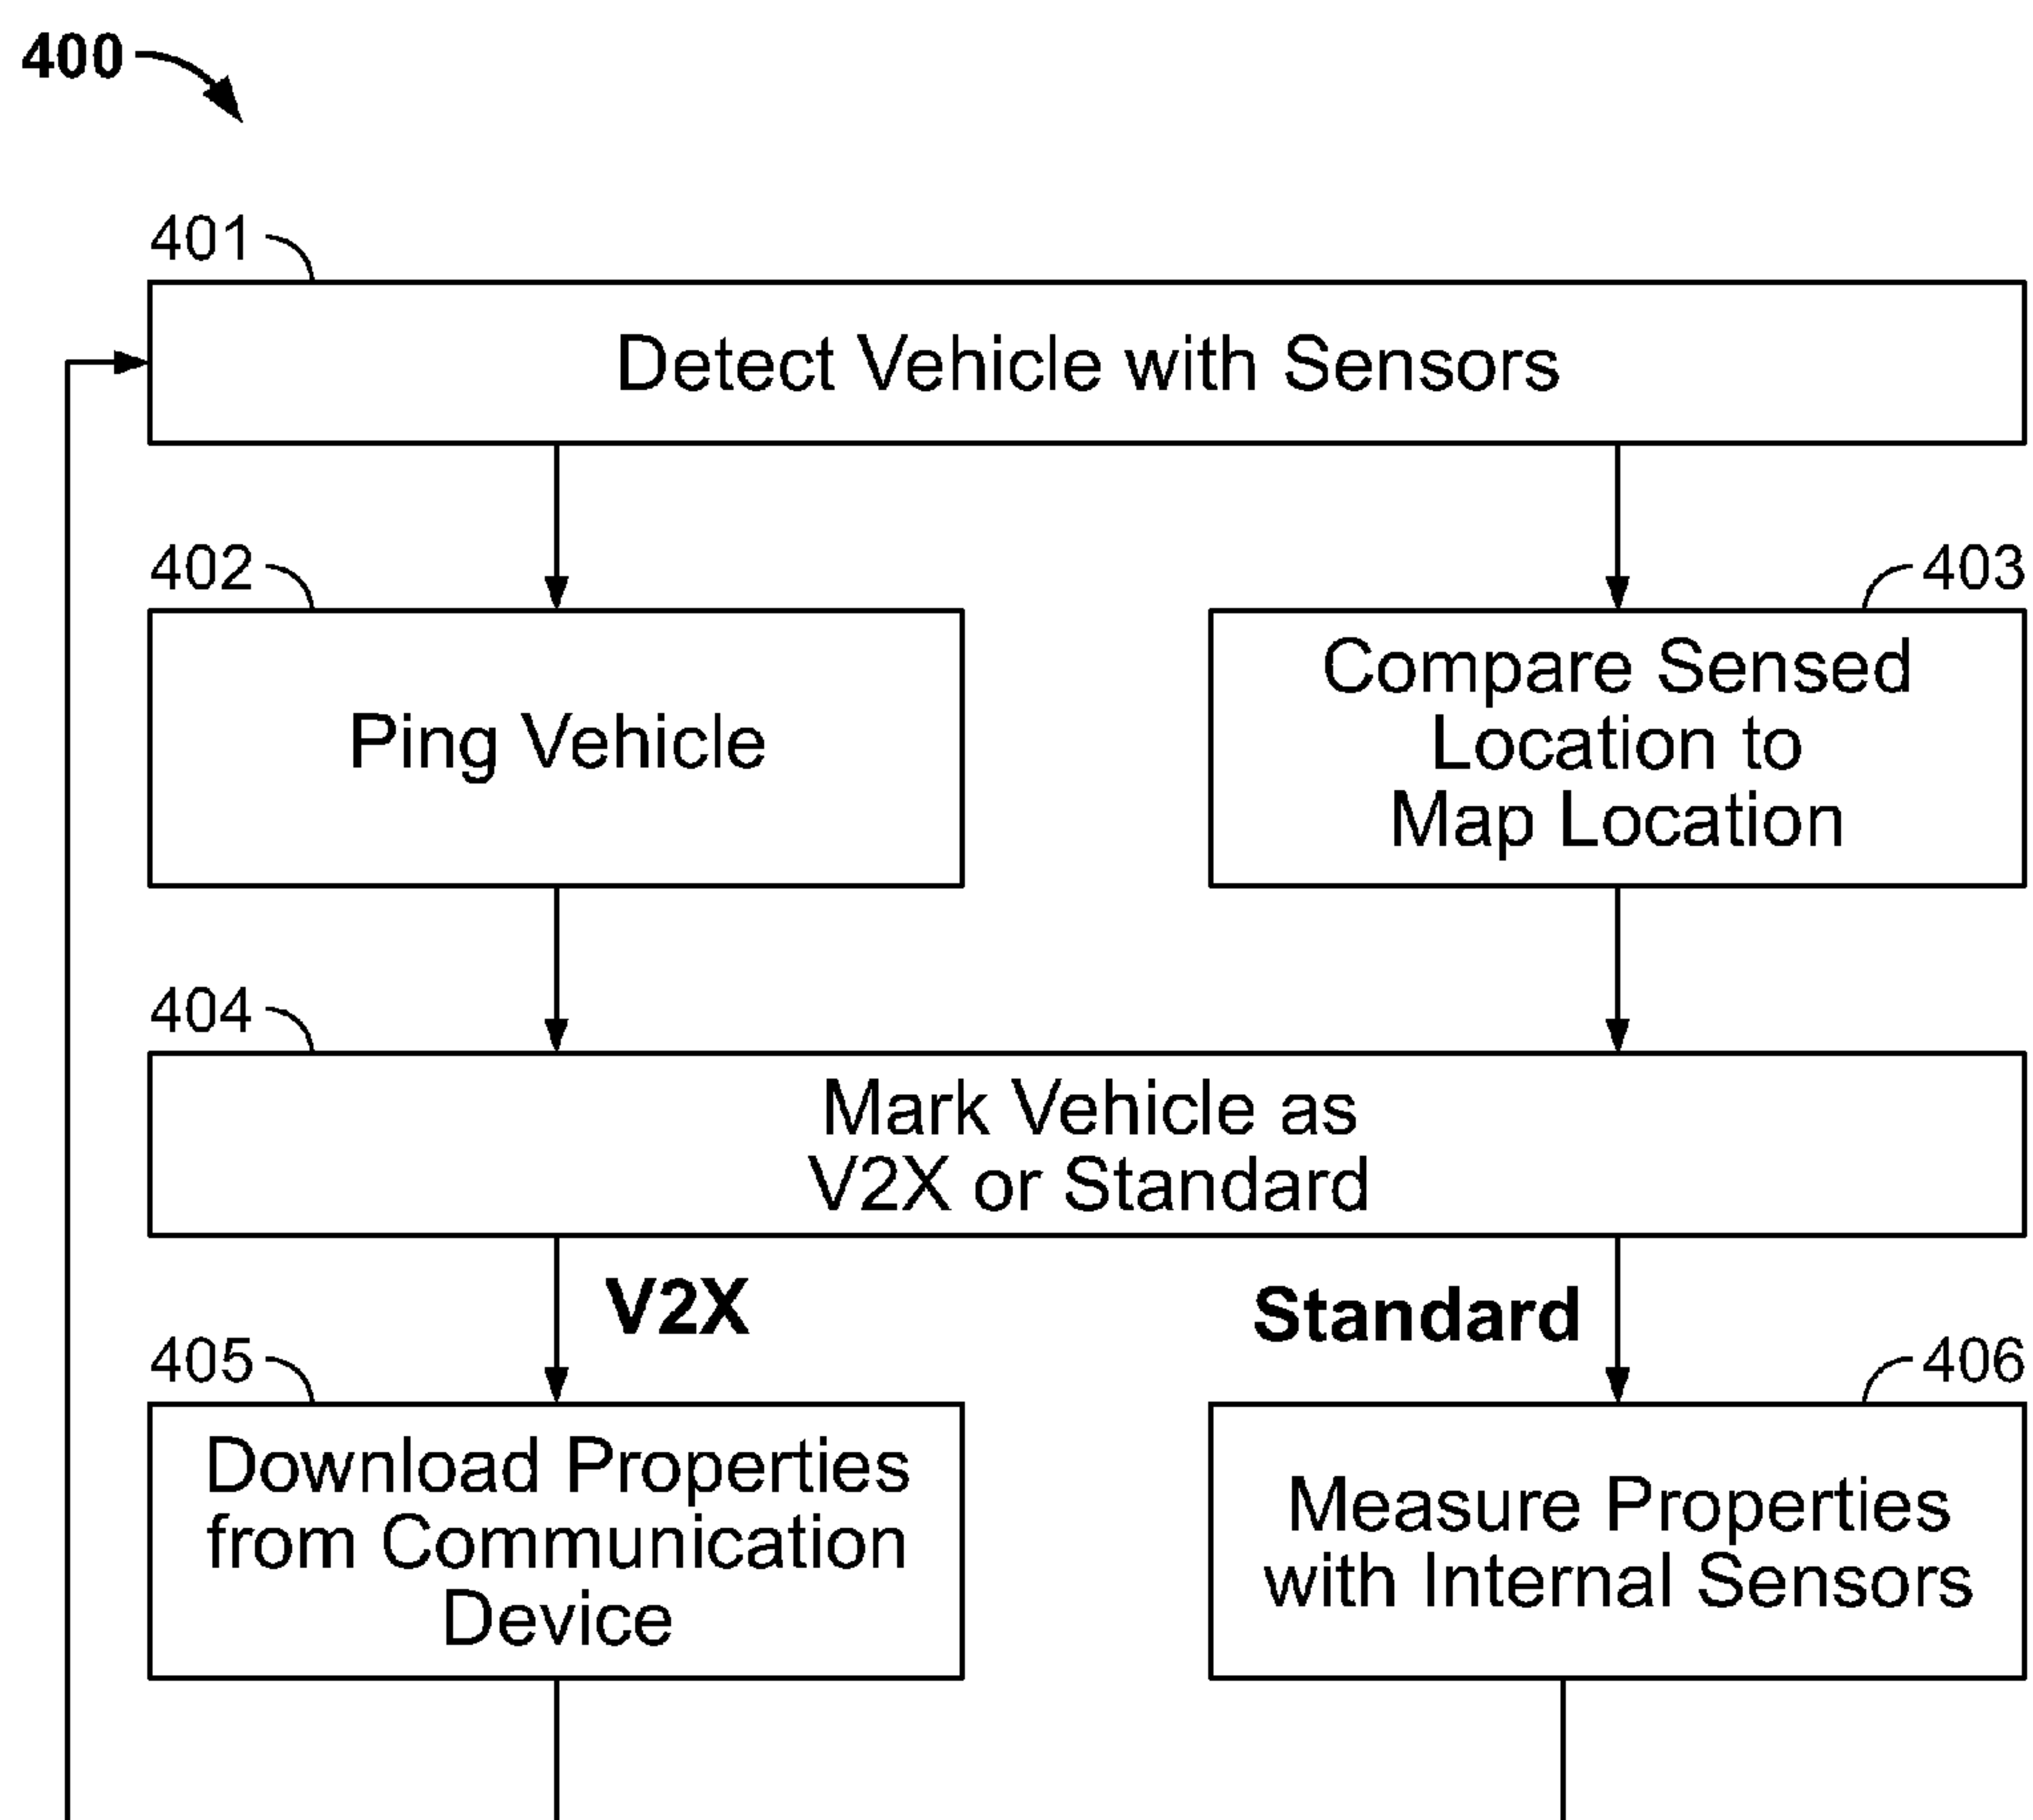 400
401
Detect Vehicle with Sensors
402
Ping Vehicle
403
Compare Sensed
Location to
Map Location
404
Mark Vehicle as
V2X or Standard
V2X
Standard
405
Download Properties
from Communication
Device
406
Measure Properties
with Internal Sensors